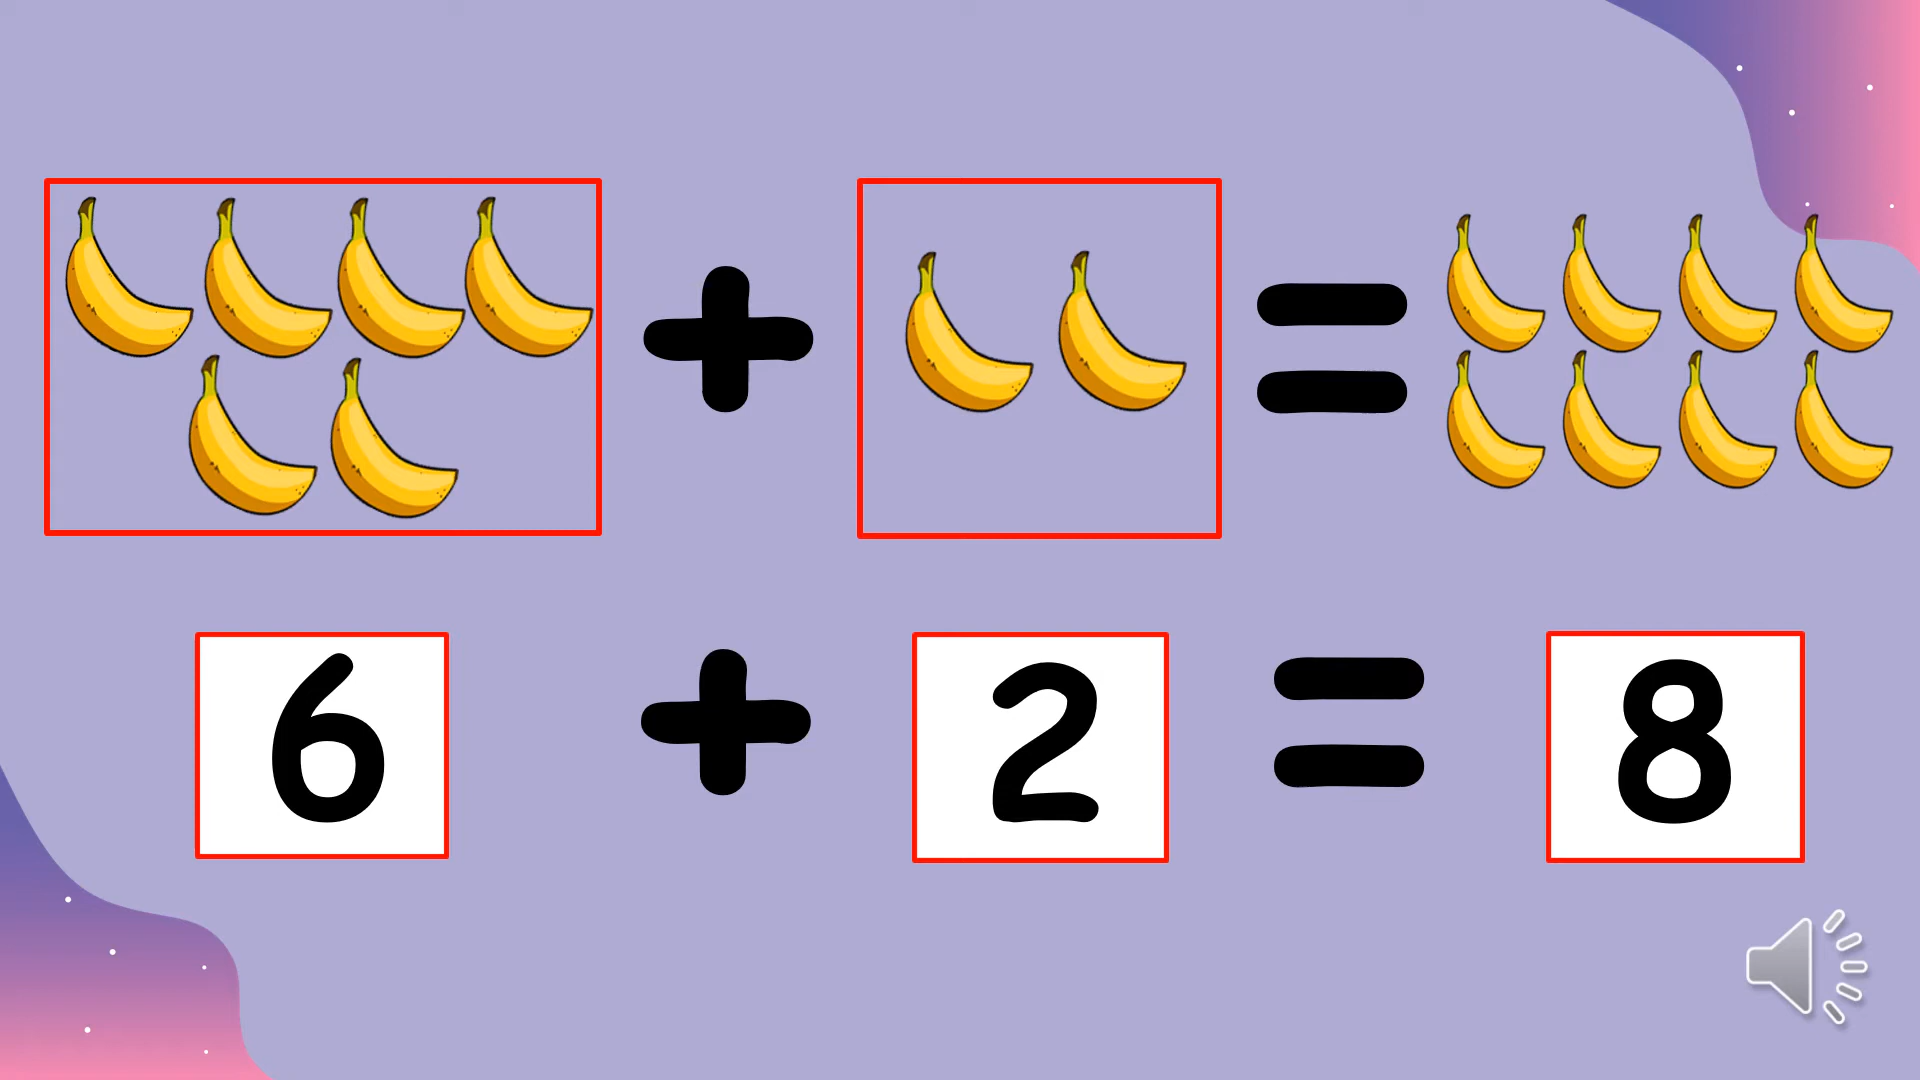 + =
6 + 2 = 8